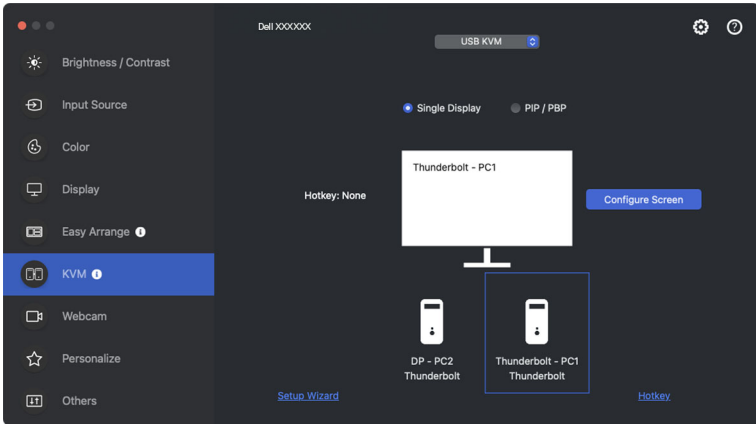 Dell XXXXXX
USB KVM
Brightness / Contrast
Input Source
Color
Display
Easy Arrange
KVM
Webcam
Personalize
Others
Single Display
PIP / PBP
Thunderbolt - PC1
Hotkey: None
Configure Screen
DP - PC2
Thunderbolt
Thunderbolt - PC1
Thunderbolt
Setup Wizard
Hotkey